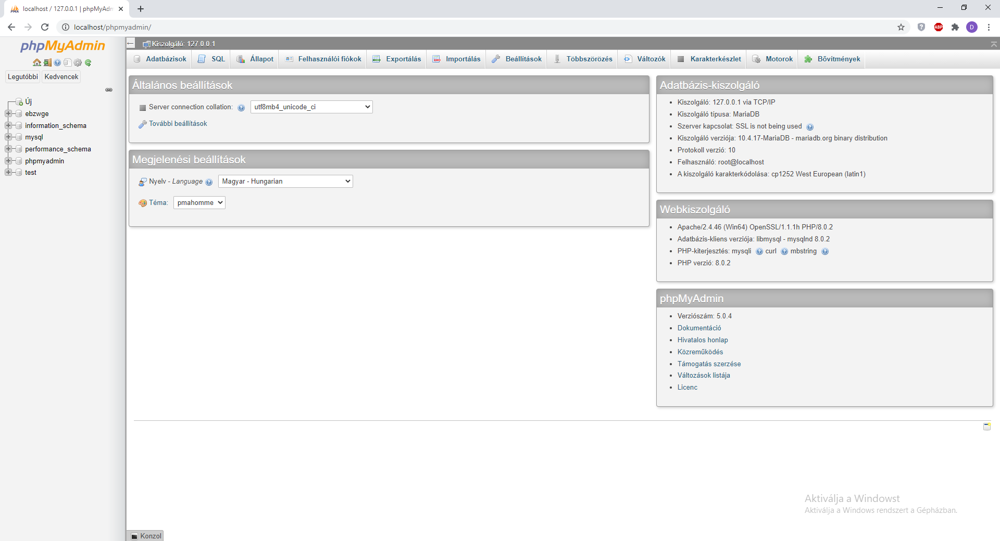 localhost / 127.0.0.1 | phpMyAdm
localhost/phpmyadmin/
ABP
D
phpMyAdmin
Legutóbbi Kedvencek
Új
ebzwge
information_schema
mysql
performance_schema
phpmyadmin
test
Kiszolgáló: 127.0.0.1
Adatbázisok SQL Állapot Felhasználói fiókok Exportálás Importálás Beállítások Többszörözés Változók Karakterkészlet Motorok Bővítmények
Általános beállítások
Server connection collation: utf8mb4_unicode_ci
További beállítások
Megjelenési beállítások
Nyelv - Language Magyar - Hungarian
Téma: pmahomme
Adatbázis-kiszolgáló
Kiszolgáló: 127.0.0.1 via TCP/IP
Kiszolgáló típusa: MariaDB
Szerver kapcsolat: SSL is not being used
Kiszolgáló verziója: 10.4.17-MariaDB - mariadb.org binary distribution
Protokoll verzió: 10
Felhasználó: root@localhost
A kiszolgáló karakterkódolása: cp1252 West European (latin1)
Webkiszolgáló
Apache/2.4.46 (Win64) OpenSSL/1.1.1h PHP/8.0.2
Adatbázis-kliens verziója: libmysql - mysqlnd 8.0.2
PHP-kiterjesztés: mysqli curl mbstring
PHP verzió: 8.0.2
phpMyAdmin
Verziószám: 5.0.4
Dokumentáció
Hivatalos honlap
Közreműködés
Támogatás szerzése
Változások listája
Licenc
Aktiválja a Windowst
Aktiválja a Windows rendszert a Gépházban.
Konzol